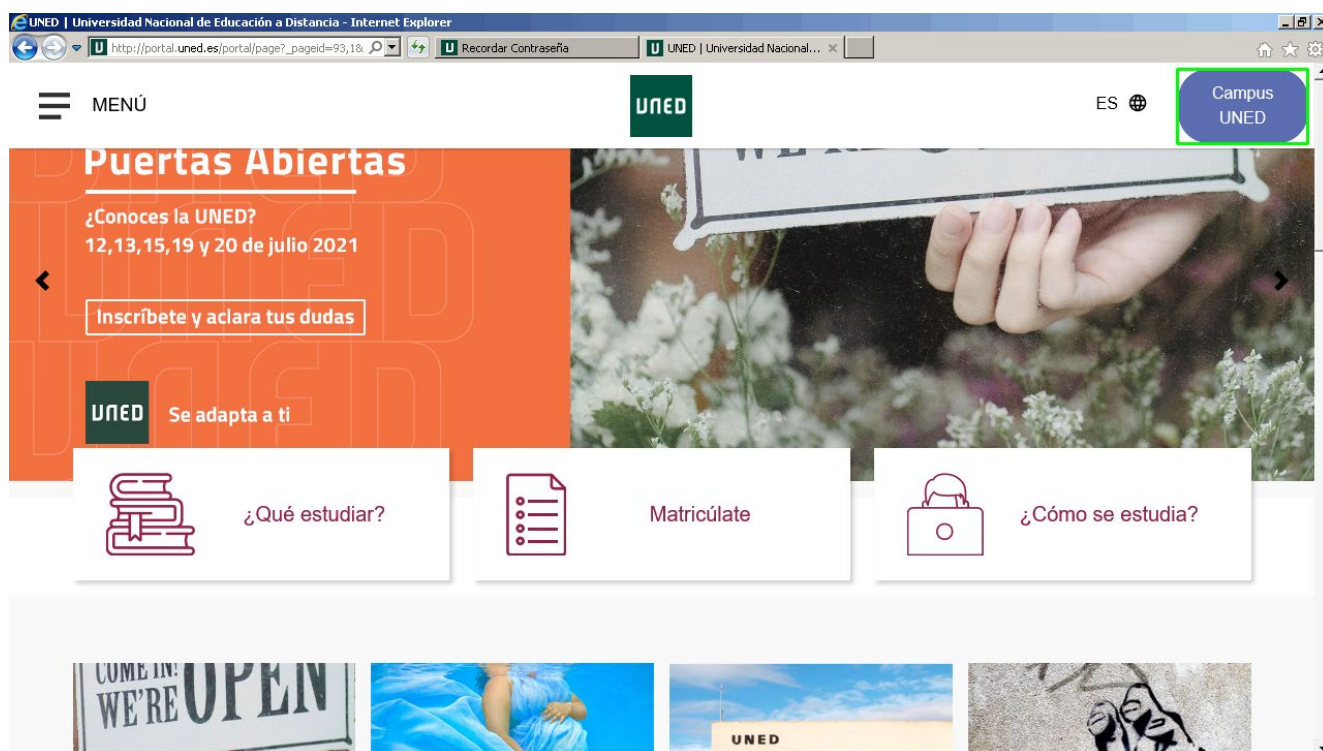 UNED | Universidad Nacional de Educación a Distancia - Internet Explorer
http://portal.uned.es/portal/page?_pageid=93,1&
Recordar Contraseña
UNED | Universidad Nacional...
MENÚ
UNED
ES
Campus
UNED
Puertas Abiertas
¿Conoces la UNED?
12,13,15,19 y 20 de julio 2021
Inscríbete y aclara tus dudas
UNED
Se adapta a ti
WE'RE
¿Qué estudiar?
Matricúlate
¿Cómo se estudia?
COME IN!
WE'RE OPEN
UNED